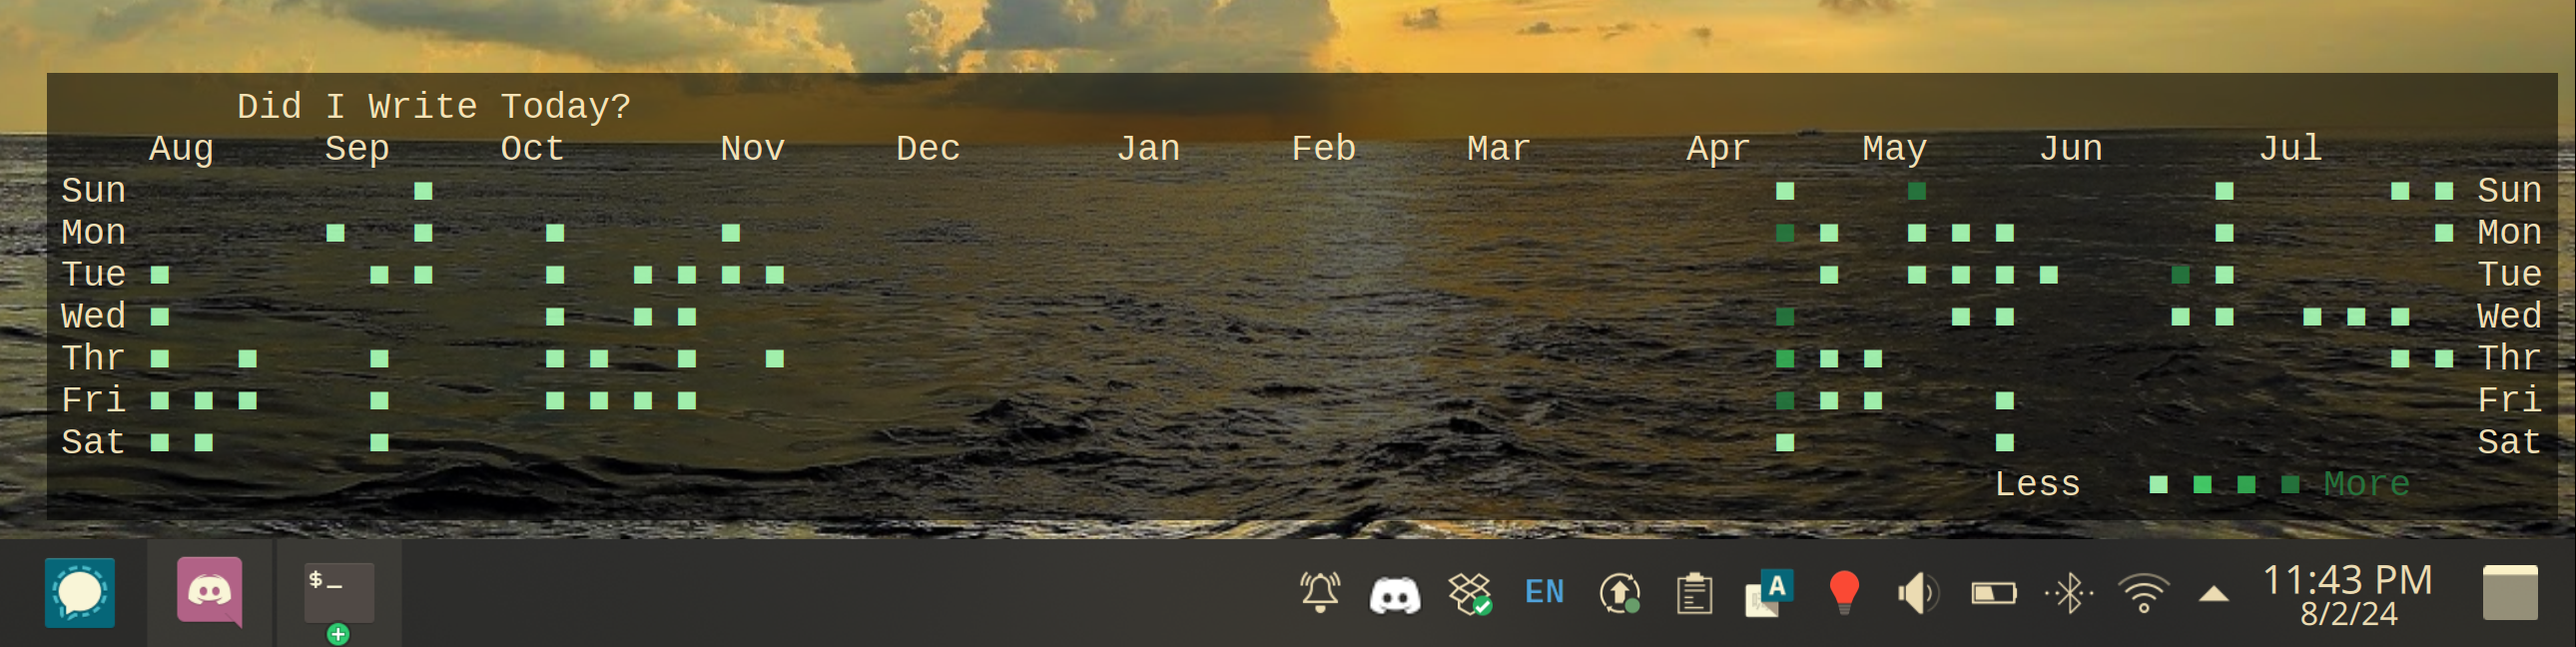 Did I Write Today?
Aug Sep Oct Nov Dec Jan Feb Mar Apr May Jun Jul
Sun Sun
Mon Mon
Tue Tue
Wed Wed
Thr Thr
Fri Fri
Sat Sat
Less More
$_
EN
A
11:43 PM
8/2/24